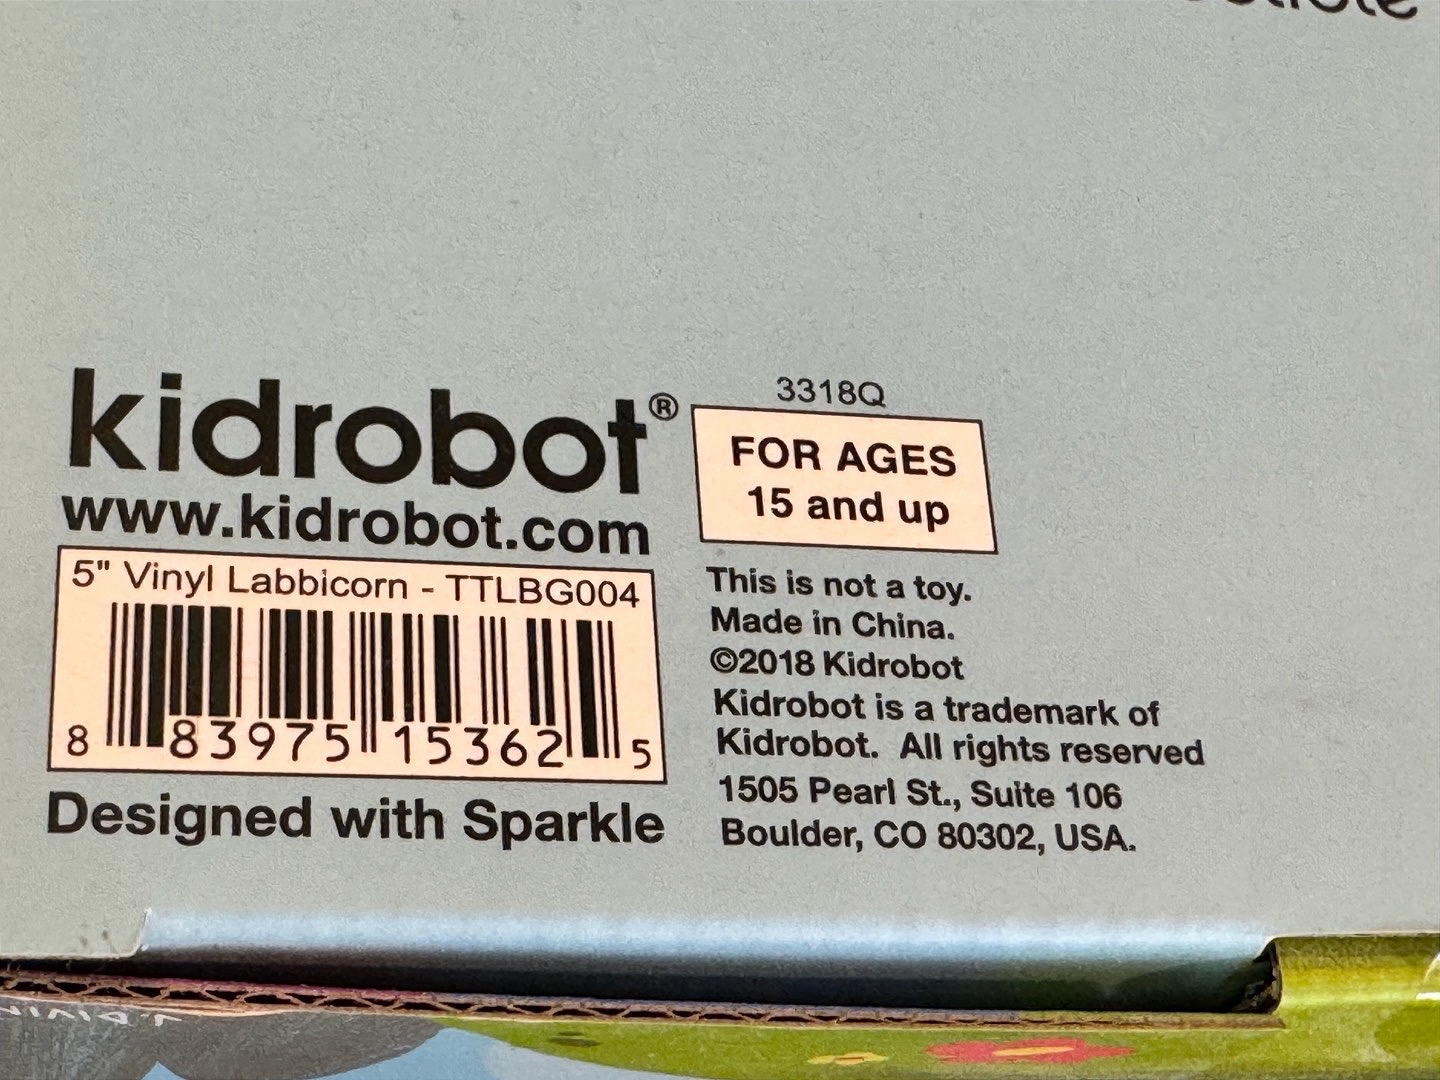 kidrobot®
www.kidrobot.com
5" Vinyl Labbicorn - TTLBG004
8 83975 15362 5
Designed with Sparkle
3318Q
FOR AGES
15 and up
This is not a toy.
Made in China.
©2018 Kidrobot
Kidrobot is a trademark of
Kidrobot. All rights reserved
1505 Pearl St., Suite 106
Boulder, CO 80302, USA.